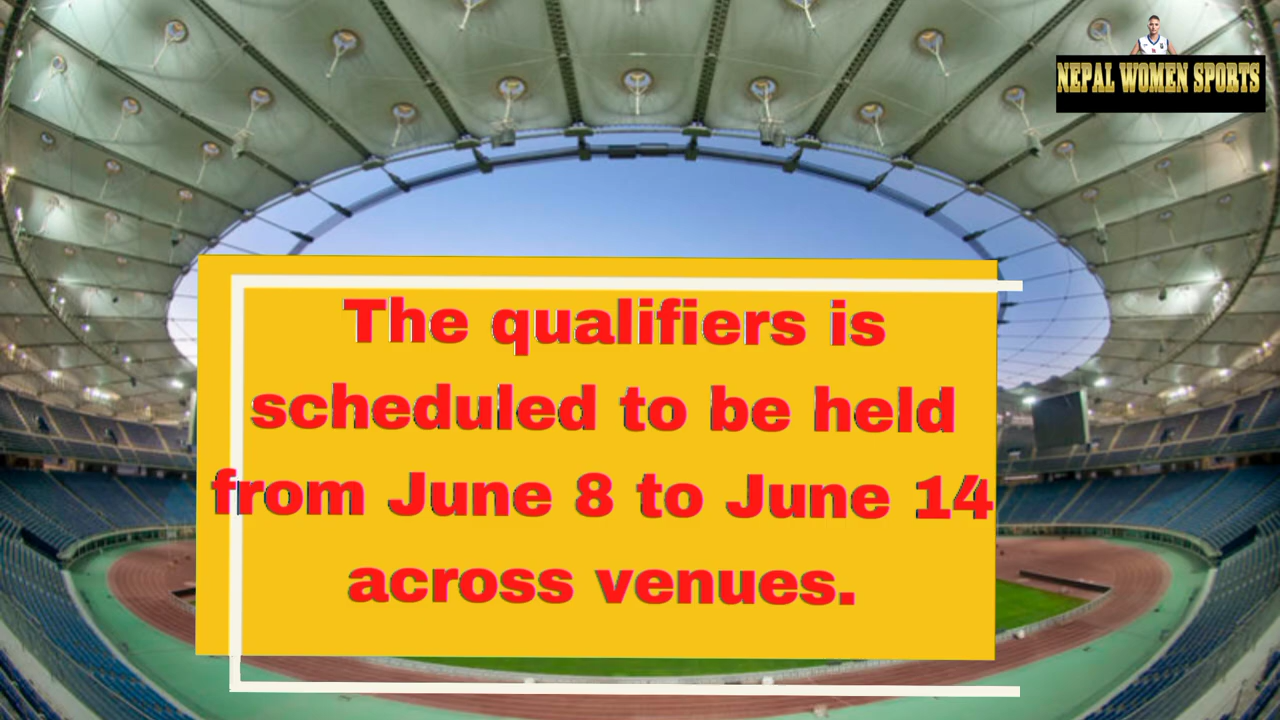 NEPAL WOMEN SPORTS
The qualifiers is
scheduled to be held
from June 8 to June 14
across venues.